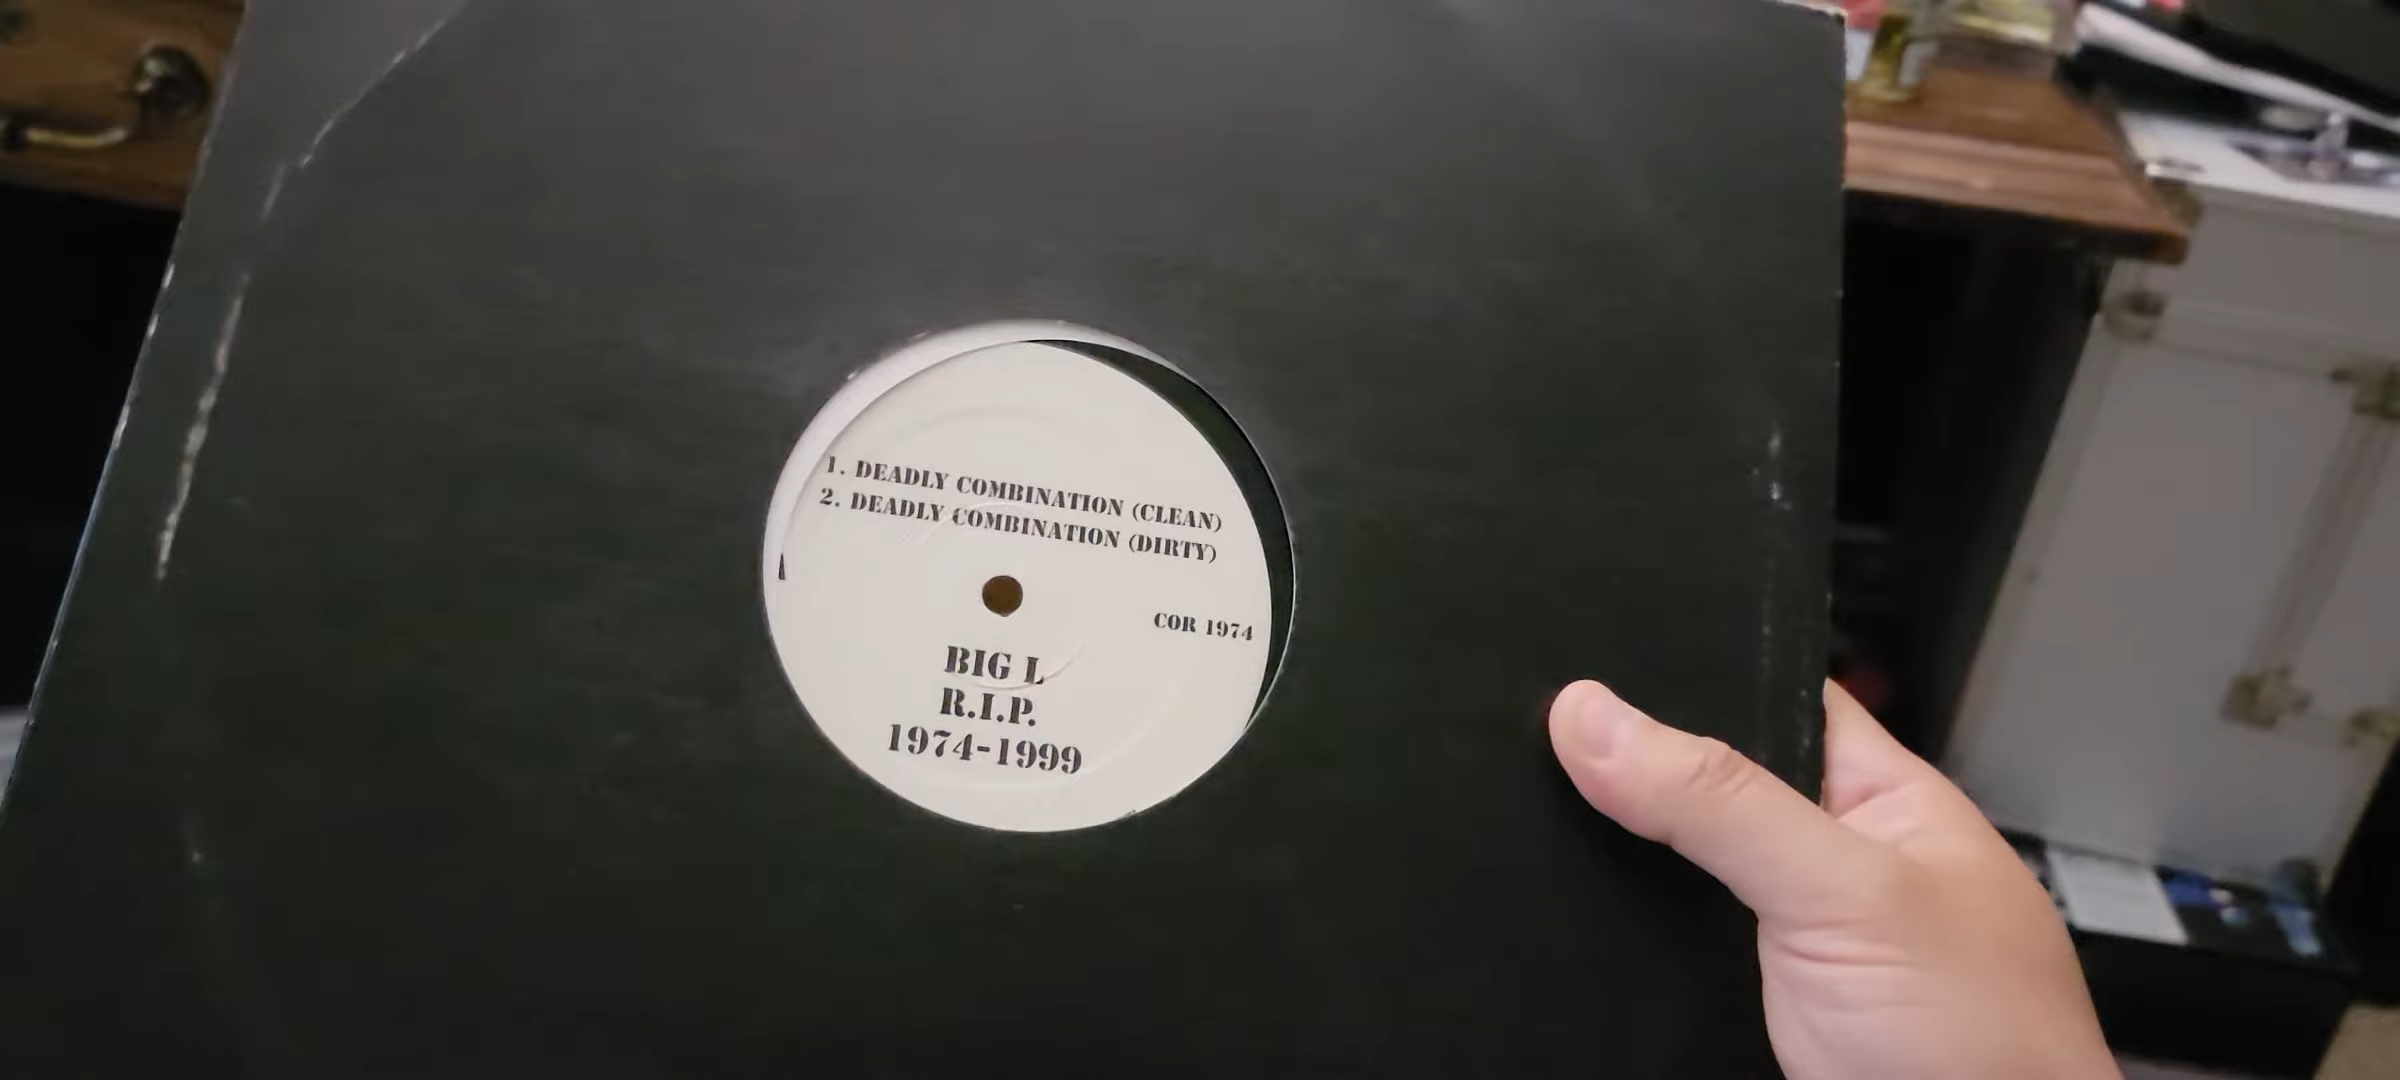 1. DEADLY COMBINATION (CLEAN)
2. DEADLY COMBINATION (DIRTY)
COR 1974
BIG L
R.I.P.
1974-1999